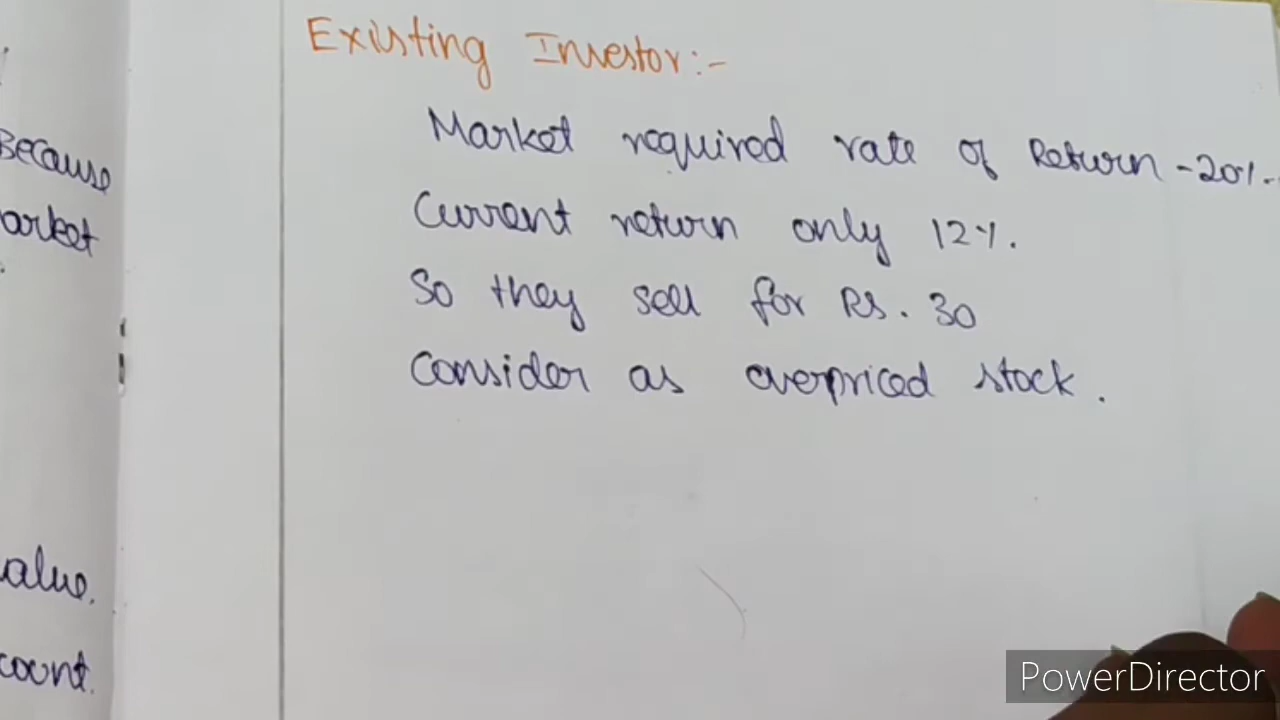 Existing Investor:-
Market required rate of Return - 20%.
Because
Current return only 12%.
arket
So they sell for Rs. 30
Consider as overpriced stock.
alue.
count.
PowerDirector